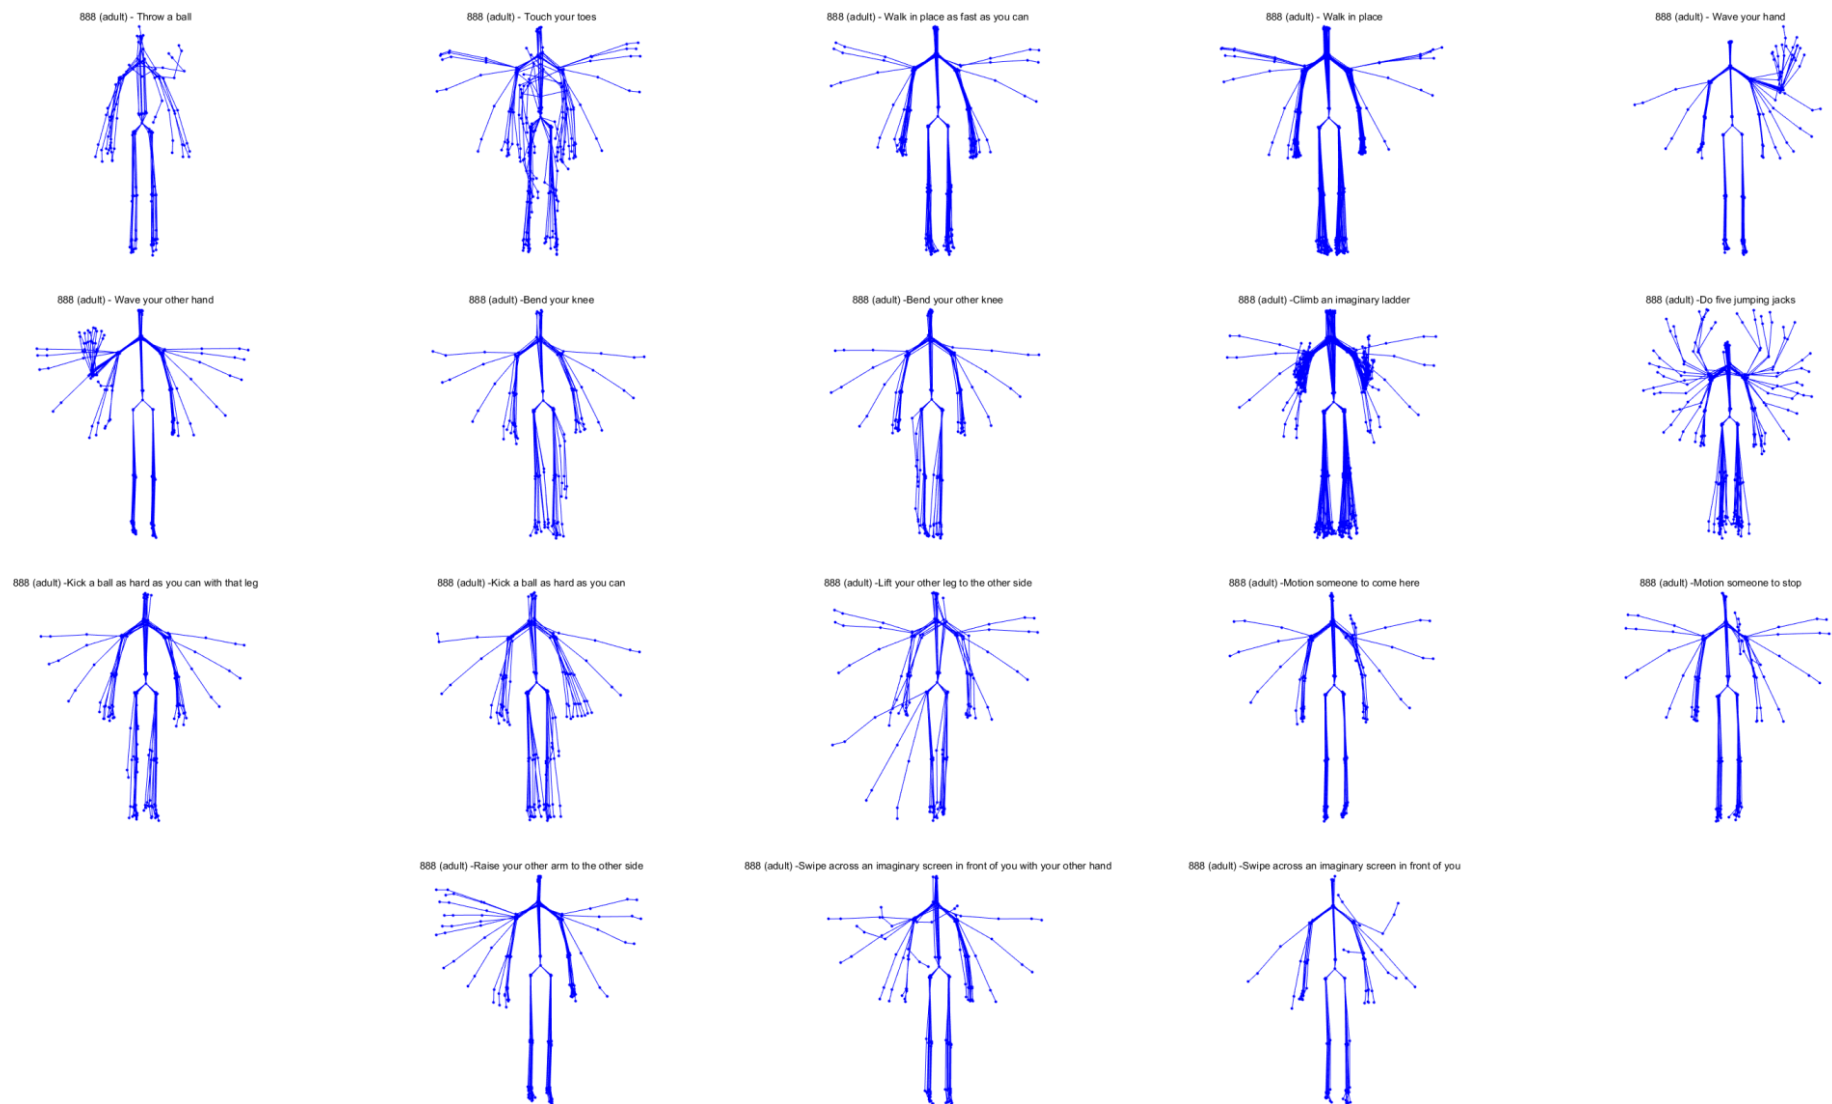 888 (adult) - Throw a ball
888 (adult) - Touch your toes
888 (adult) - Walk in place as fast as you can
888 (adult) - Walk in place
888 (adult) - Wave your hand
888 (adult) - Wave your other hand
888 (adult) -Bend your knee
888 (adult) -Bend your other knee
888 (adult) -Climb an imaginary ladder
888 (adult) -Do five jumping jacks
888 (adult) -Kick a ball as hard as you can with that leg
888 (adult) -Kick a ball as hard as you can
888 (adult) -Lift your other leg to the other side
888 (adult) -Motion someone to come here
888 (adult) -Motion someone to stop
888 (adult) -Raise your other arm to the other side
888 (adult) -Swipe across an imaginary screen in front of you with your other hand
888 (adult) -Swipe across an imaginary screen in front of you